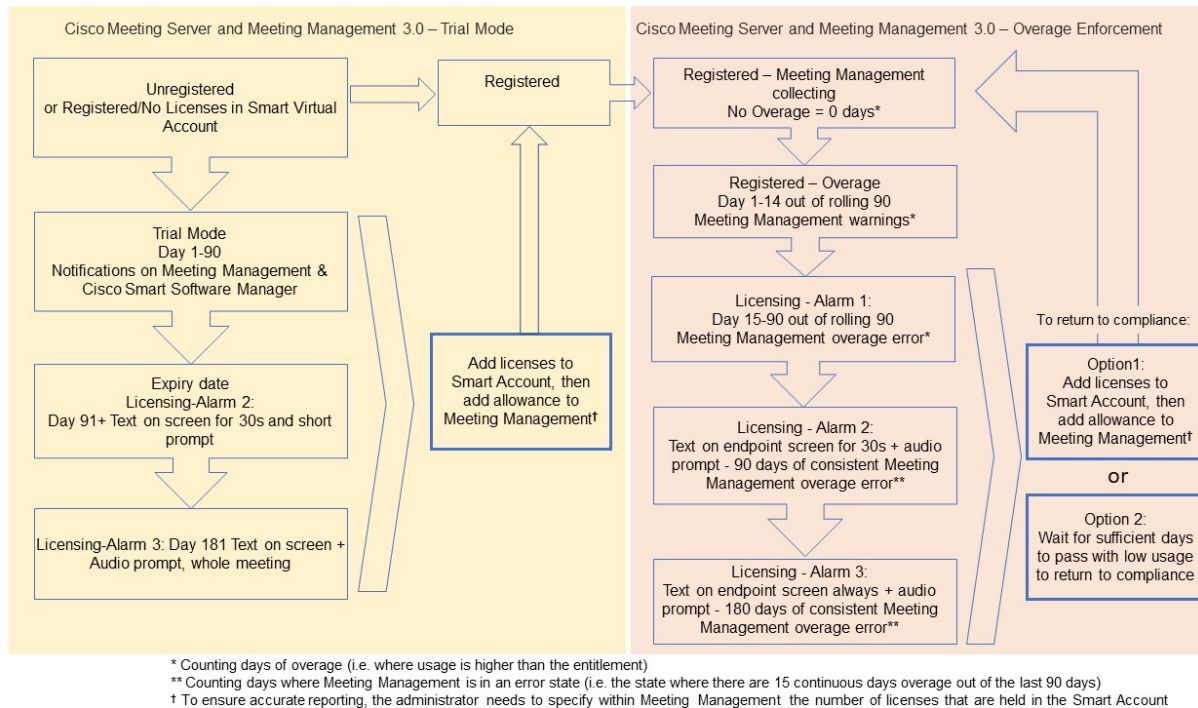 Cisco Meeting Server and Meeting Management 3.0 – Trial Mode
Unregistered
or Registered/No Licenses in Smart Virtual
Account
Registered
Trial Mode
Day 1-90
Notifications on Meeting Management &
Cisco Smart Software Manager
Expiry date
Licensing-Alarm 2:
Day 91+ Text on screen for 30s and short
prompt
Licensing-Alarm 3: Day 181 Text on screen +
Audio prompt, whole meeting
Add licenses to
Smart Account, then
add allowance to
Meeting Management†
Cisco Meeting Server and Meeting Management 3.0 – Overage Enforcement
Registered – Meeting Management
collecting
No Overage = 0 days*
Registered – Overage
Day 1-14 out of rolling 90
Meeting Management warnings*
Licensing - Alarm 1:
Day 15-90 out of rolling 90
Meeting Management overage error*
Licensing - Alarm 2:
Text on endpoint screen for 30s + audio
prompt - 90 days of consistent Meeting
Management overage error**
Licensing - Alarm 3:
Text on endpoint screen always + audio
prompt - 180 days of consistent Meeting
Management overage error**
To return to compliance:
Option1:
Add licenses to
Smart Account, then
add allowance to
Meeting Management†
or
Option 2:
Wait for sufficient days
to pass with low usage
to return to compliance
* Counting days of overage (i.e. where usage is higher than the entitlement)
** Counting days where Meeting Management is in an error state (i.e. the state where there are 15 continuous days overage out of the last 90 days)
† To ensure accurate reporting, the administrator needs to specify within Meeting Management the number of licenses that are held in the Smart Account